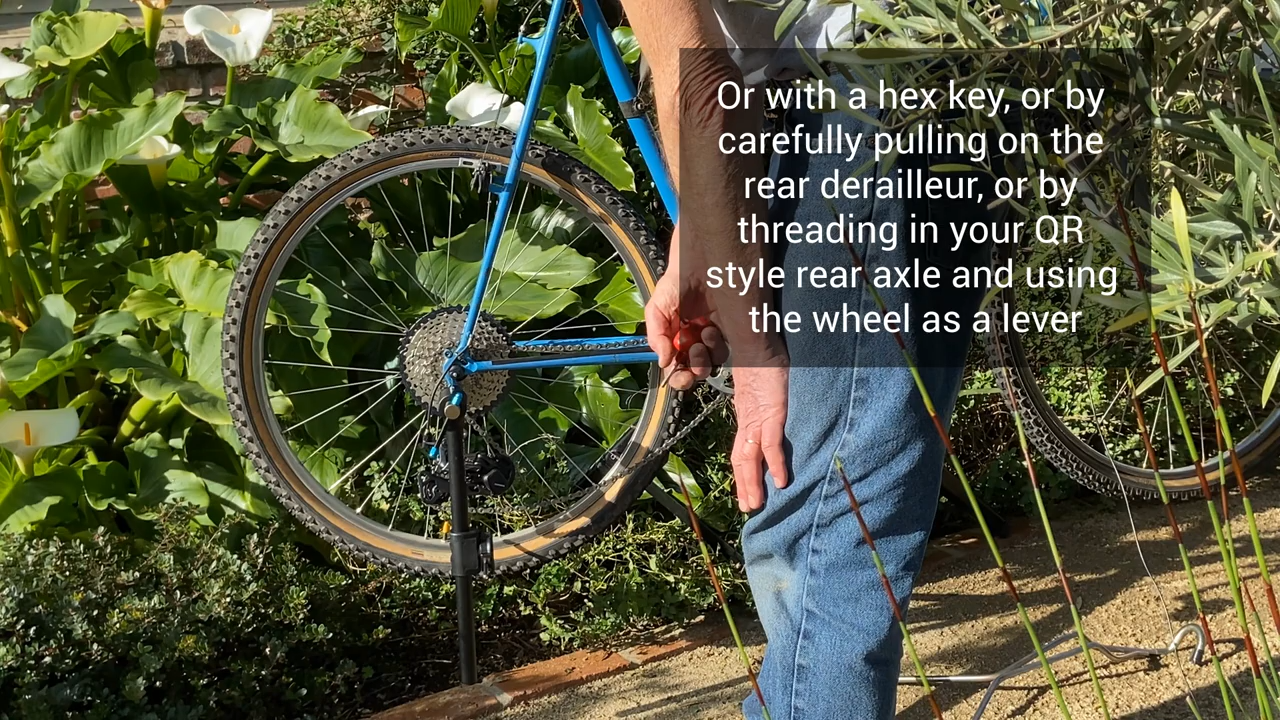 Or with a hex key, or by
carefully pulling on the
rear derailleur, or by
threading in your QR
style rear axle and using
the wheel as a lever